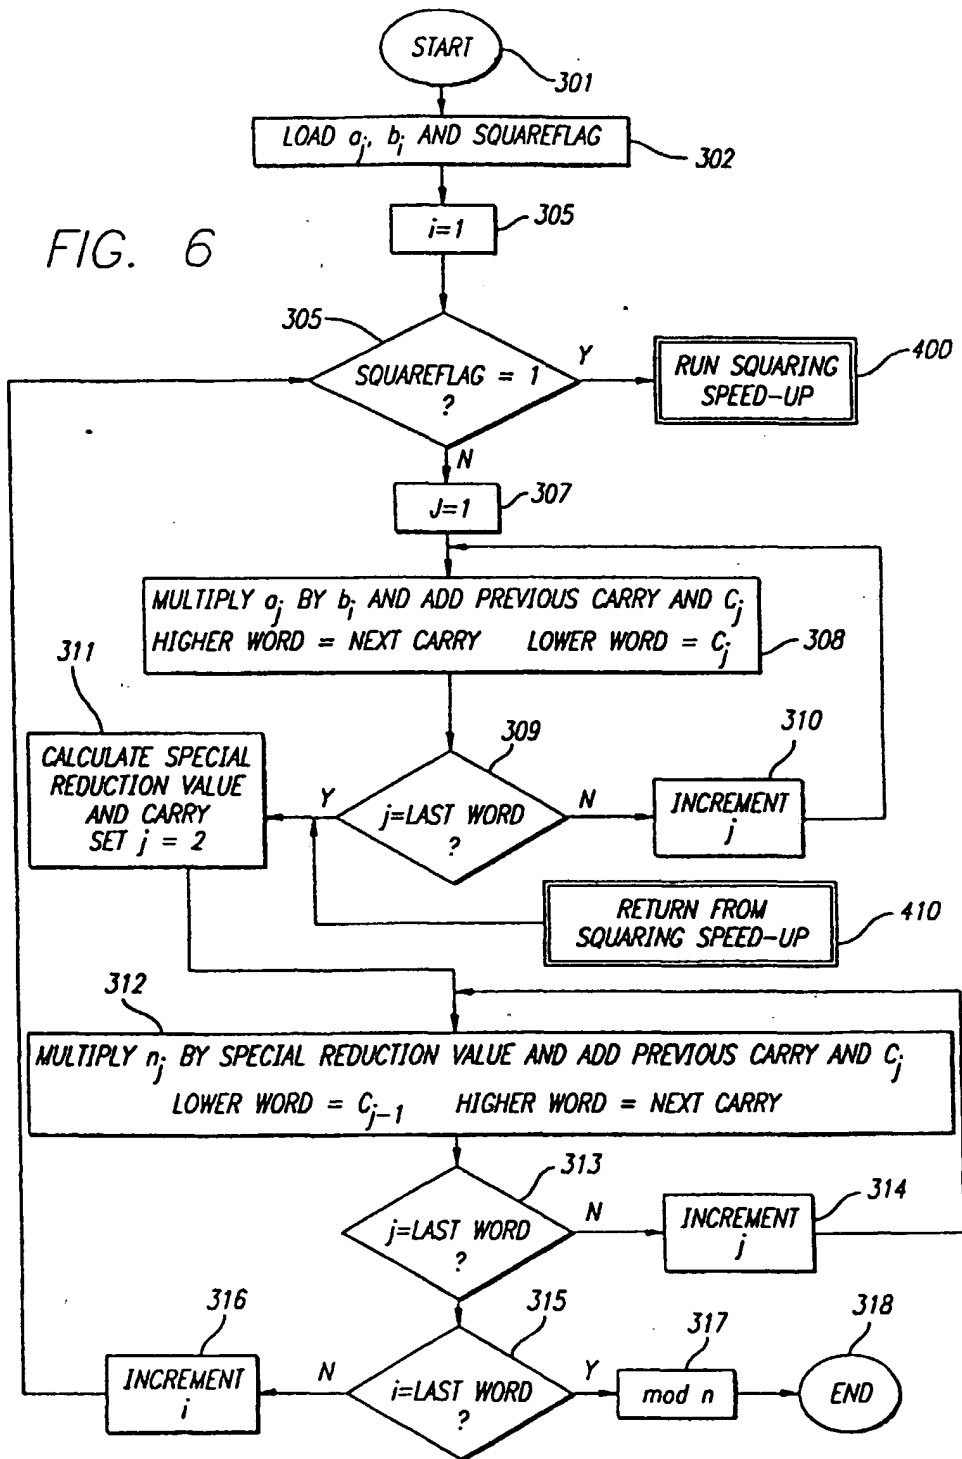 START
301
LOAD aj, bi AND SQUAREFLAG
302
i=1
305
FIG. 6
305
SQUAREFLAG = 1
?
Y
RUN SQUARING
SPEED-UP
400
N
J=1
307
MULTIPLY aj BY bi AND ADD PREVIOUS CARRY AND Cj
HIGHER WORD = NEXT CARRY LOWER WORD = Cj
308
311
CALCULATE SPECIAL
REDUCTION VALUE
AND CARRY
SET j = 2
Y
309
j=LAST WORD
?
N
310
INCREMENT
j
RETURN FROM
SQUARING SPEED-UP
410
312
MULTIPLY nj BY SPECIAL REDUCTION VALUE AND ADD PREVIOUS CARRY AND Cj
LOWER WORD = Cj-1 HIGHER WORD = NEXT CARRY
313
j=LAST WORD
?
N
314
INCREMENT
j
316
INCREMENT
i
N
315
i=LAST WORD
?
Y
317
mod n
318
END